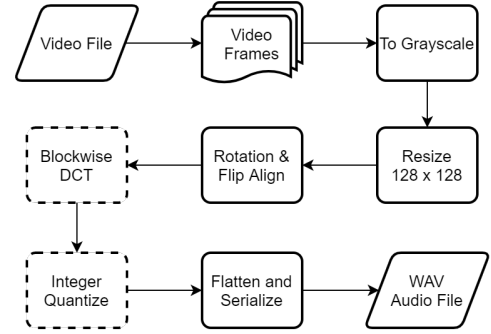 Video File
Video
Frames
To Grayscale
Resize
128 x 128
Rotation &
Flip Align
Blockwise
DCT
Integer
Quantize
Flatten and
Serialize
WAV
Audio File